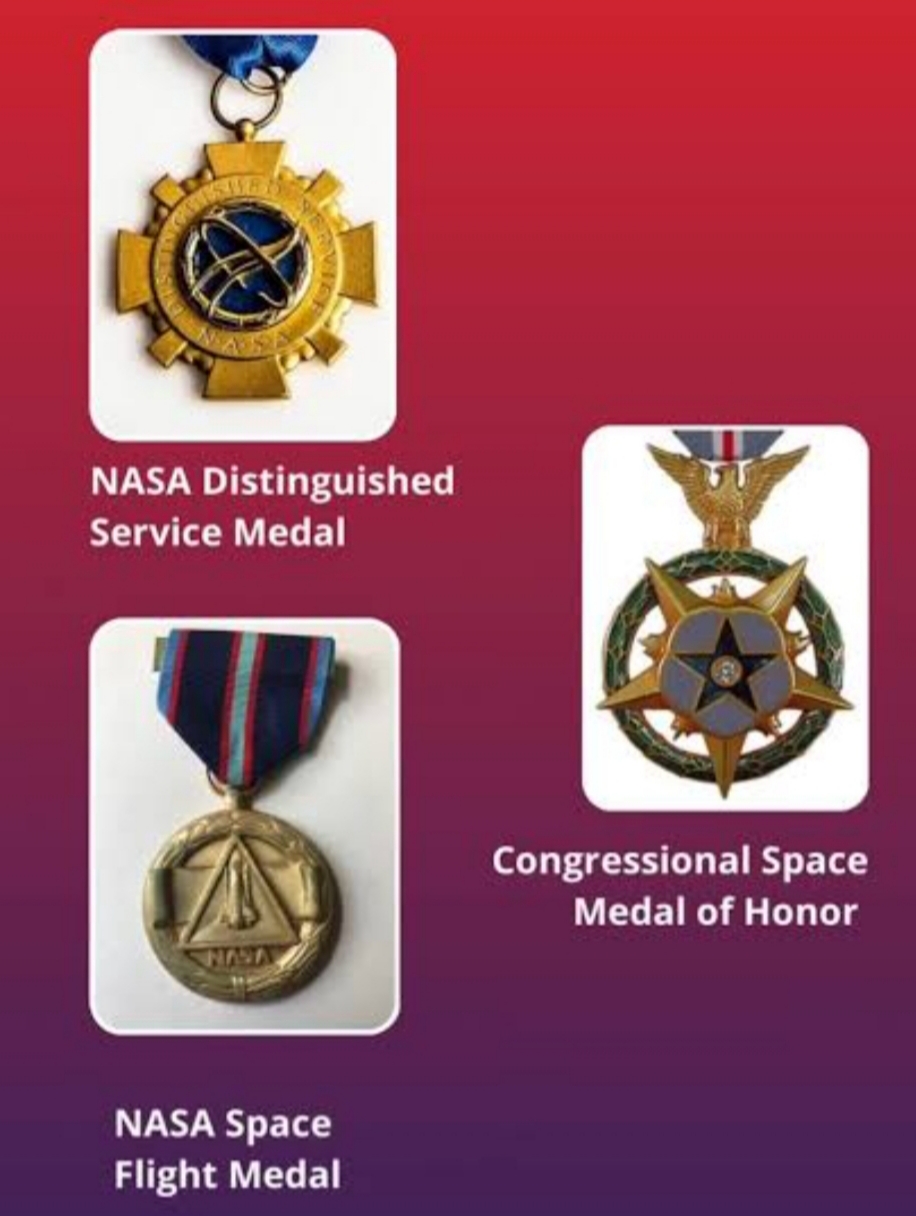 DISTINGUISHED SERVICE
NASA
NASA Distinguished
Service Medal
Congressional Space
Medal of Honor
NASA
NASA Space
Flight Medal